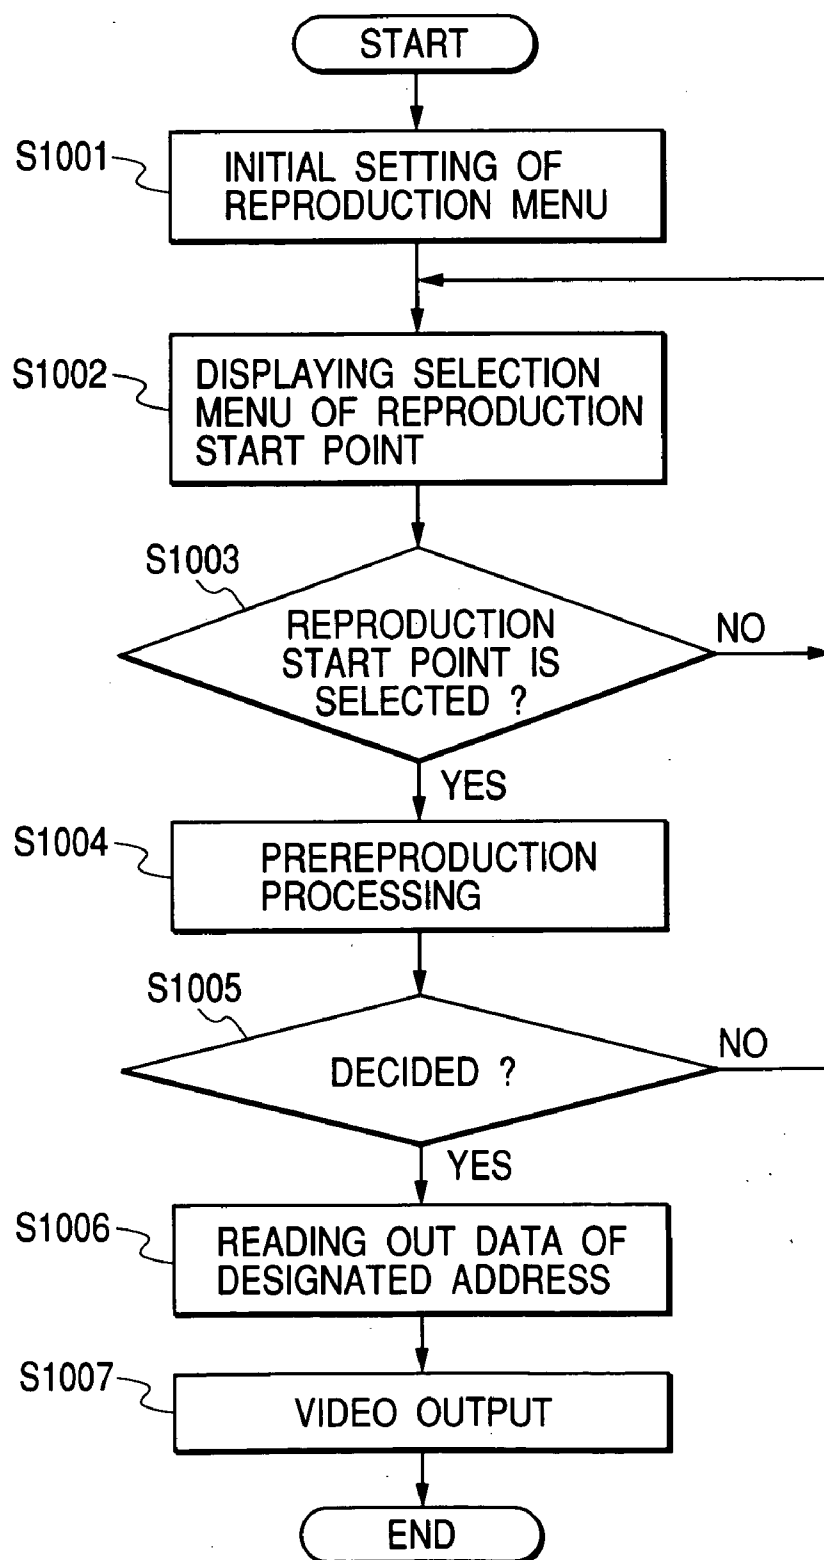 START
S1001
INITIAL SETTING OF
REPRODUCTION MENU
S1002
DISPLAYING SELECTION
MENU OF REPRODUCTION
START POINT
S1003
REPRODUCTION
START POINT IS
SELECTED ?
NO
YES
S1004
PREREPRODUCTION
PROCESSING
S1005
DECIDED ?
NO
YES
S1006
READING OUT DATA OF
DESIGNATED ADDRESS
S1007
VIDEO OUTPUT
END